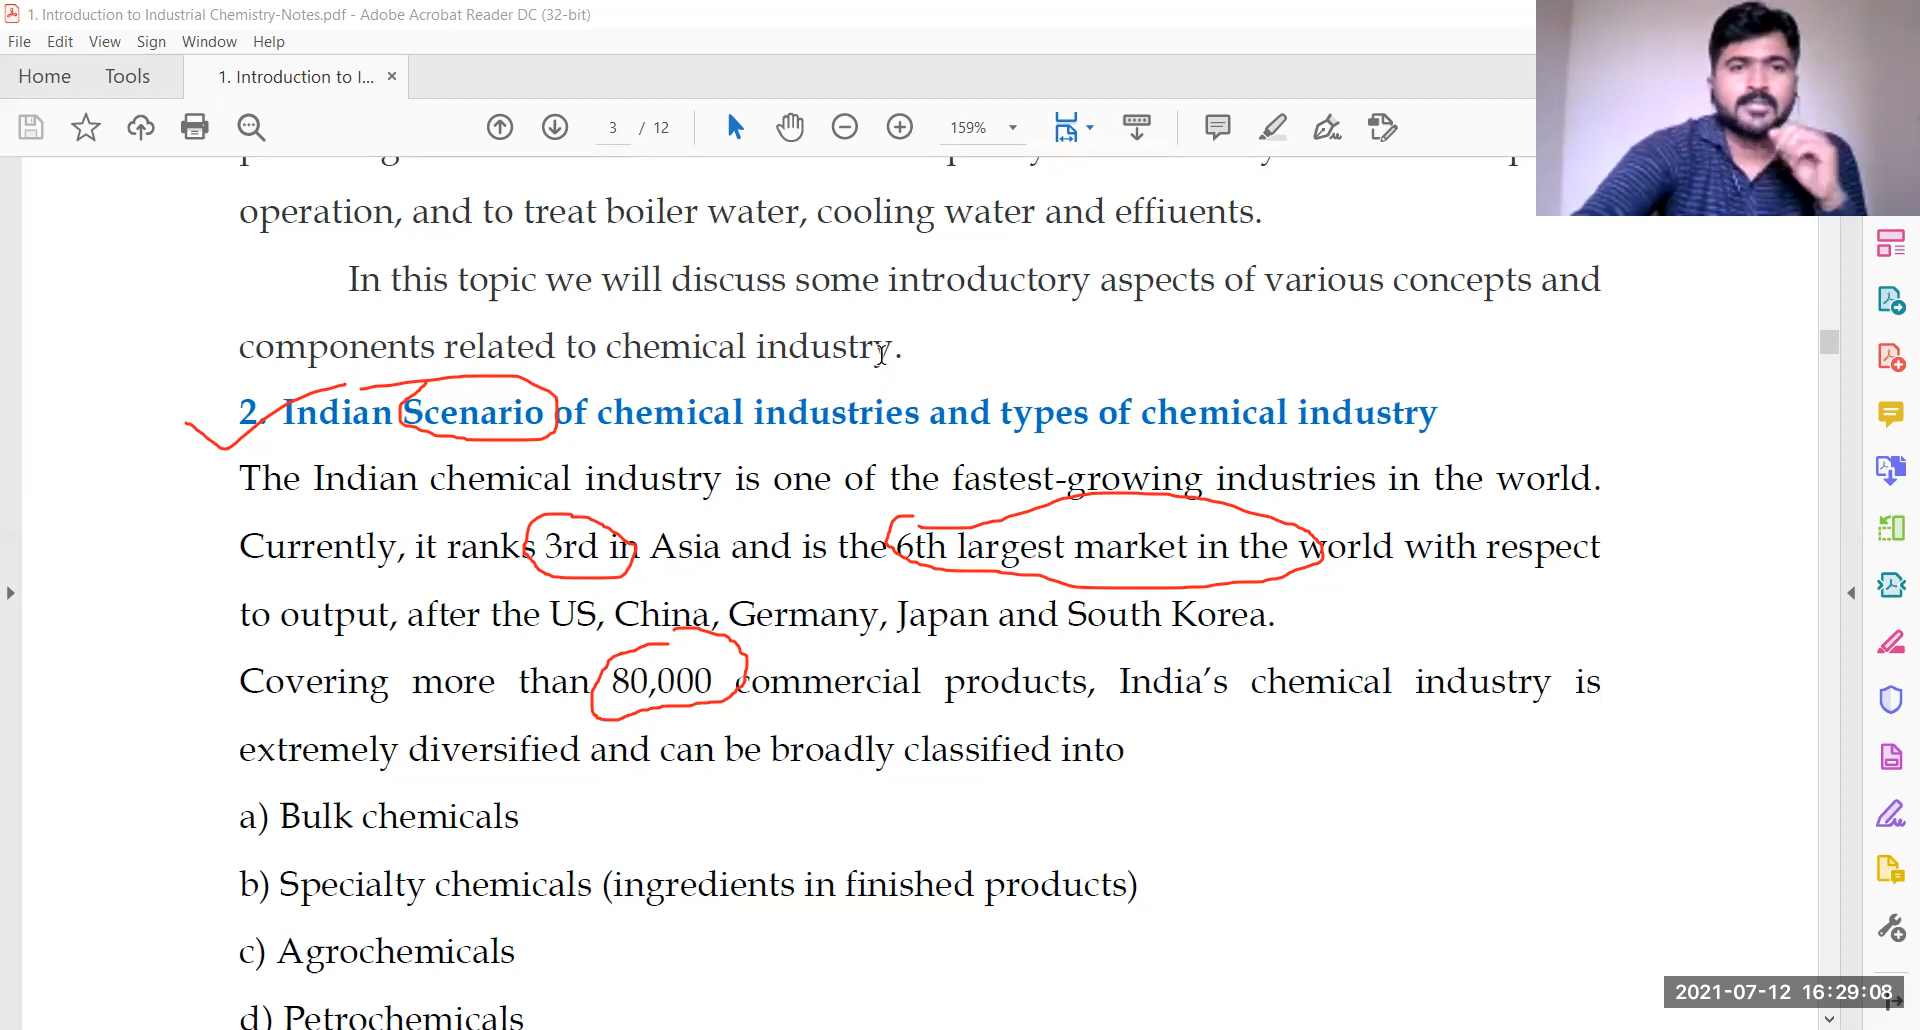 1. Introduction to Industrial Chemistry-Notes.pdf - Adobe Acrobat Reader DC (32-bit)
File Edit View Sign Window Help
Home Tools 1. Introduction to I... ×
3 / 12 159%
operation, and to treat boiler water, cooling water and effiuents.
In this topic we will discuss some introductory aspects of various concepts and
components related to chemical industry.
2. Indian Scenario of chemical industries and types of chemical industry
The Indian chemical industry is one of the fastest-growing industries in the world.
Currently, it ranks 3rd in Asia and is the 6th largest market in the world with respect
to output, after the US, China, Germany, Japan and South Korea.
Covering more than 80,000 commercial products, India’s chemical industry is
extremely diversified and can be broadly classified into
a) Bulk chemicals
b) Specialty chemicals (ingredients in finished products)
c) Agrochemicals
d) Petrochemicals
2021-07-12 16:29:08